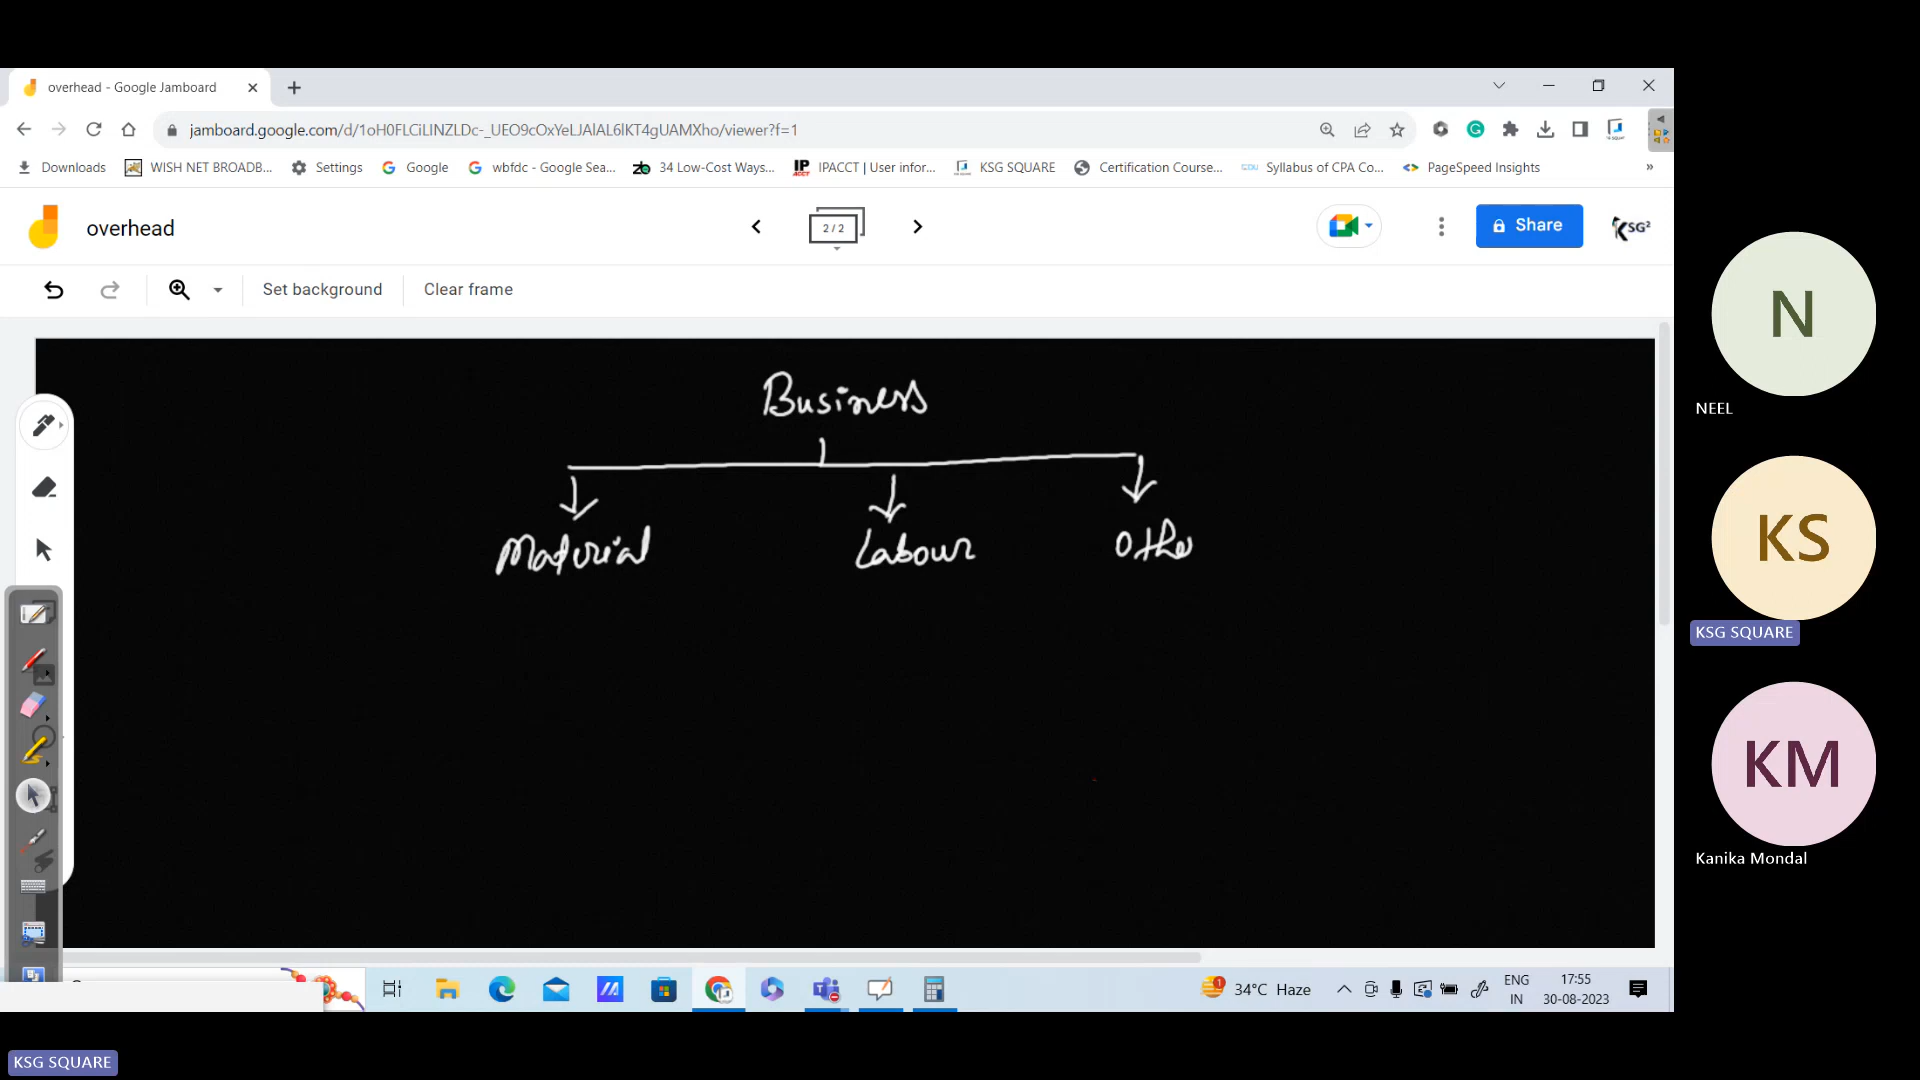 overhead - Google Jamboard
jamboard.google.com/d/1oH0FLCiLINZLDc-_UEO9cOxYeLJAlAL6lKT4gUAMXho/viewer?f=1
Downloads WISH NET BROADB... Settings Google wbfdc - Google Sea... 34 Low-Cost Ways... IPACCT | User infor... KSG SQUARE Certification Course... Syllabus of CPA Co... PageSpeed Insights »
overhead 2 / 2 Share KSG²
Set background Clear frame
Business
Material Labour Othe
N
NEEL
KS
KSG SQUARE
KM
Kanika Mondal
34°C Haze ENG 17:55
IN 30-08-2023
KSG SQUARE